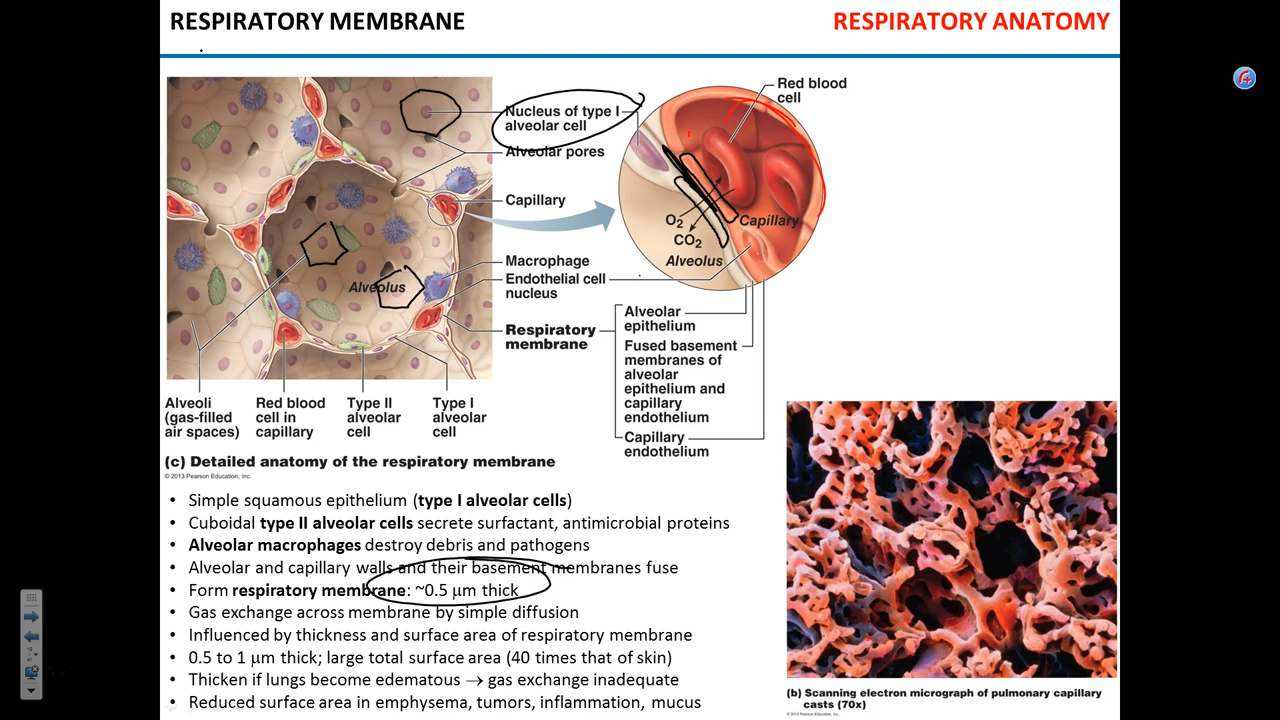 RESPIRATORY MEMBRANE
RESPIRATORY ANATOMY
Red blood
cell
Nucleus of type I
alveolar cell
Alveolar pores
Capillary
O2
CO2
Capillary
Alveolus
Macrophage
Endothelial cell
nucleus
Alveolus
Respiratory
membrane
Alveolar
epithelium
Fused basement
membranes of
alveolar
epithelium and
capillary
endothelium
Capillary
endothelium
Alveoli
(gas-filled
air spaces)
Red blood
cell in
capillary
Type II
alveolar
cell
Type I
alveolar
cell
(c) Detailed anatomy of the respiratory membrane
© 2013 Pearson Education, Inc.
• Simple squamous epithelium (type I alveolar cells)
• Cuboidal type II alveolar cells secrete surfactant, antimicrobial proteins
• Alveolar macrophages destroy debris and pathogens
• Alveolar and capillary walls and their basement membranes fuse
• Form respiratory membrane: ~0.5 μm thick
• Gas exchange across membrane by simple diffusion
• Influenced by thickness and surface area of respiratory membrane
• 0.5 to 1 μm thick; large total surface area (40 times that of skin)
• Thicken if lungs become edematous → gas exchange inadequate
• Reduced surface area in emphysema, tumors, inflammation, mucus
(b) Scanning electron micrograph of pulmonary capillary
casts (70x)
© 2013 Pearson Education, Inc.